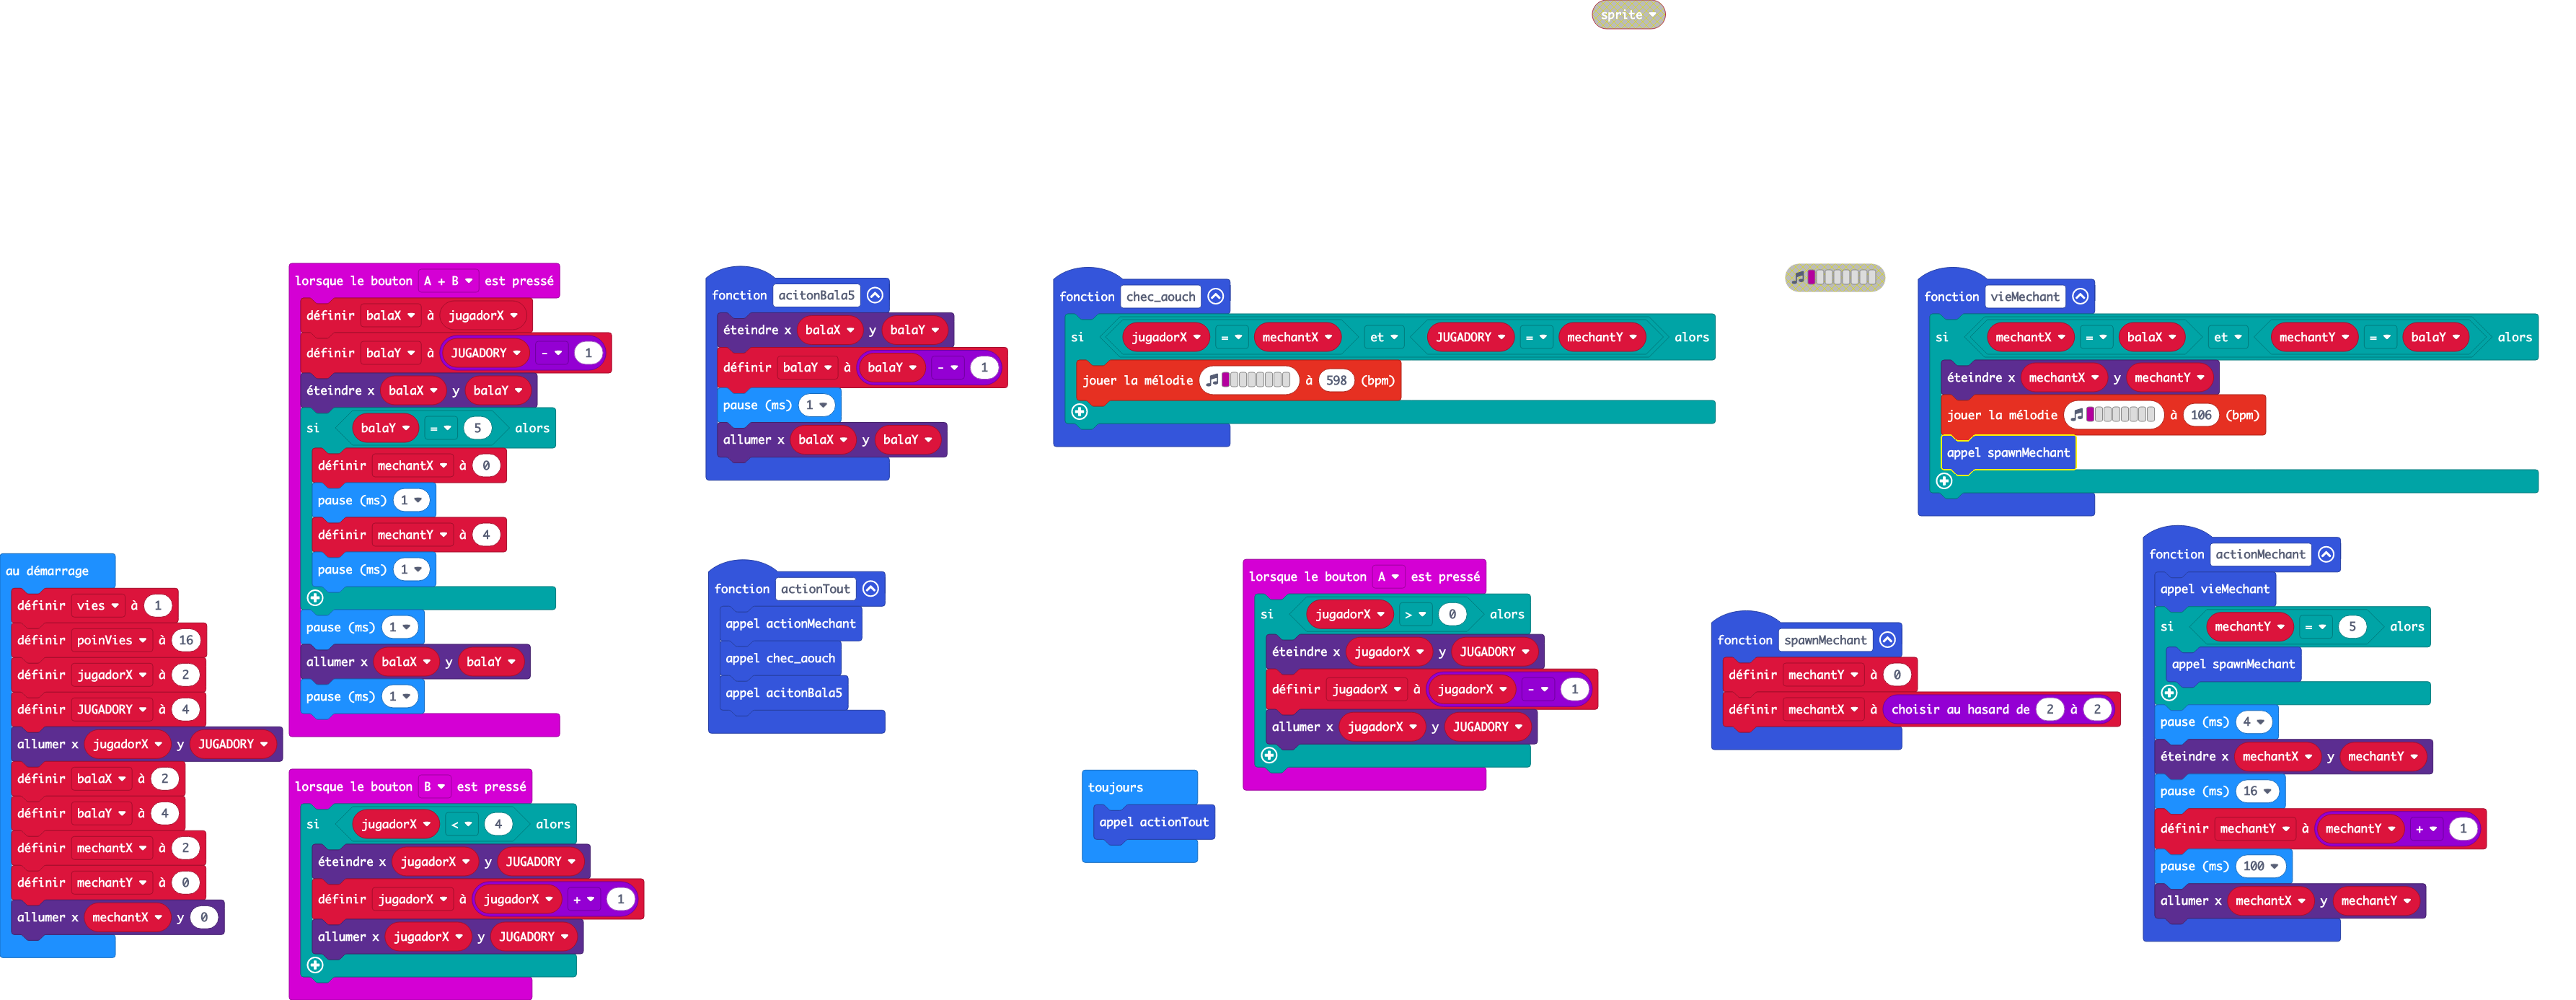 sprite
lorsque le bouton A + B est pressé
définir balaX à jugadorX
définir balaY à JUGADORY - 1
éteindre x balaX y balaY
si balaY = 5 alors
définir mechantX à 0
pause (ms) 1
définir mechantY à 4
pause (ms) 1
pause (ms) 1
allumer x balaX y balaY
pause (ms) 1
fonction acitonBala5
éteindre x balaX y balaY
définir balaY à balaY - 1
pause (ms) 1
allumer x balaX y balaY
fonction chec_aouch
si jugadorX = mechantX et JUGADORY = mechantY alors
jouer la mélodie à 598 (bpm)
fonction vieMechant
si mechantX = balaX et mechantY = balaY alors
éteindre x mechantX y mechantY
jouer la mélodie à 106 (bpm)
appel spawnMechant
au démarrage
définir vies à 1
définir poinVies à 16
définir jugadorX à 2
définir JUGADORY à 4
allumer x jugadorX y JUGADORY
définir balaX à 2
définir balaY à 4
définir mechantX à 2
définir mechantY à 0
allumer x mechantX y 0
lorsque le bouton B est pressé
si jugadorX < 4 alors
éteindre x jugadorX y JUGADORY
définir jugadorX à jugadorX + 1
allumer x jugadorX y JUGADORY
fonction actionTout
appel actionMechant
appel chec_aouch
appel acitonBala5
toujours
appel actionTout
lorsque le bouton A est pressé
si jugadorX > 0 alors
éteindre x jugadorX y JUGADORY
définir jugadorX à jugadorX - 1
allumer x jugadorX y JUGADORY
fonction spawnMechant
définir mechantY à 0
définir mechantX à choisir au hasard de 2 à 2
fonction actionMechant
appel vieMechant
si mechantY = 5 alors
appel spawnMechant
pause (ms) 4
éteindre x mechantX y mechantY
pause (ms) 16
définir mechantY à mechantY + 1
pause (ms) 100
allumer x mechantX y mechantY